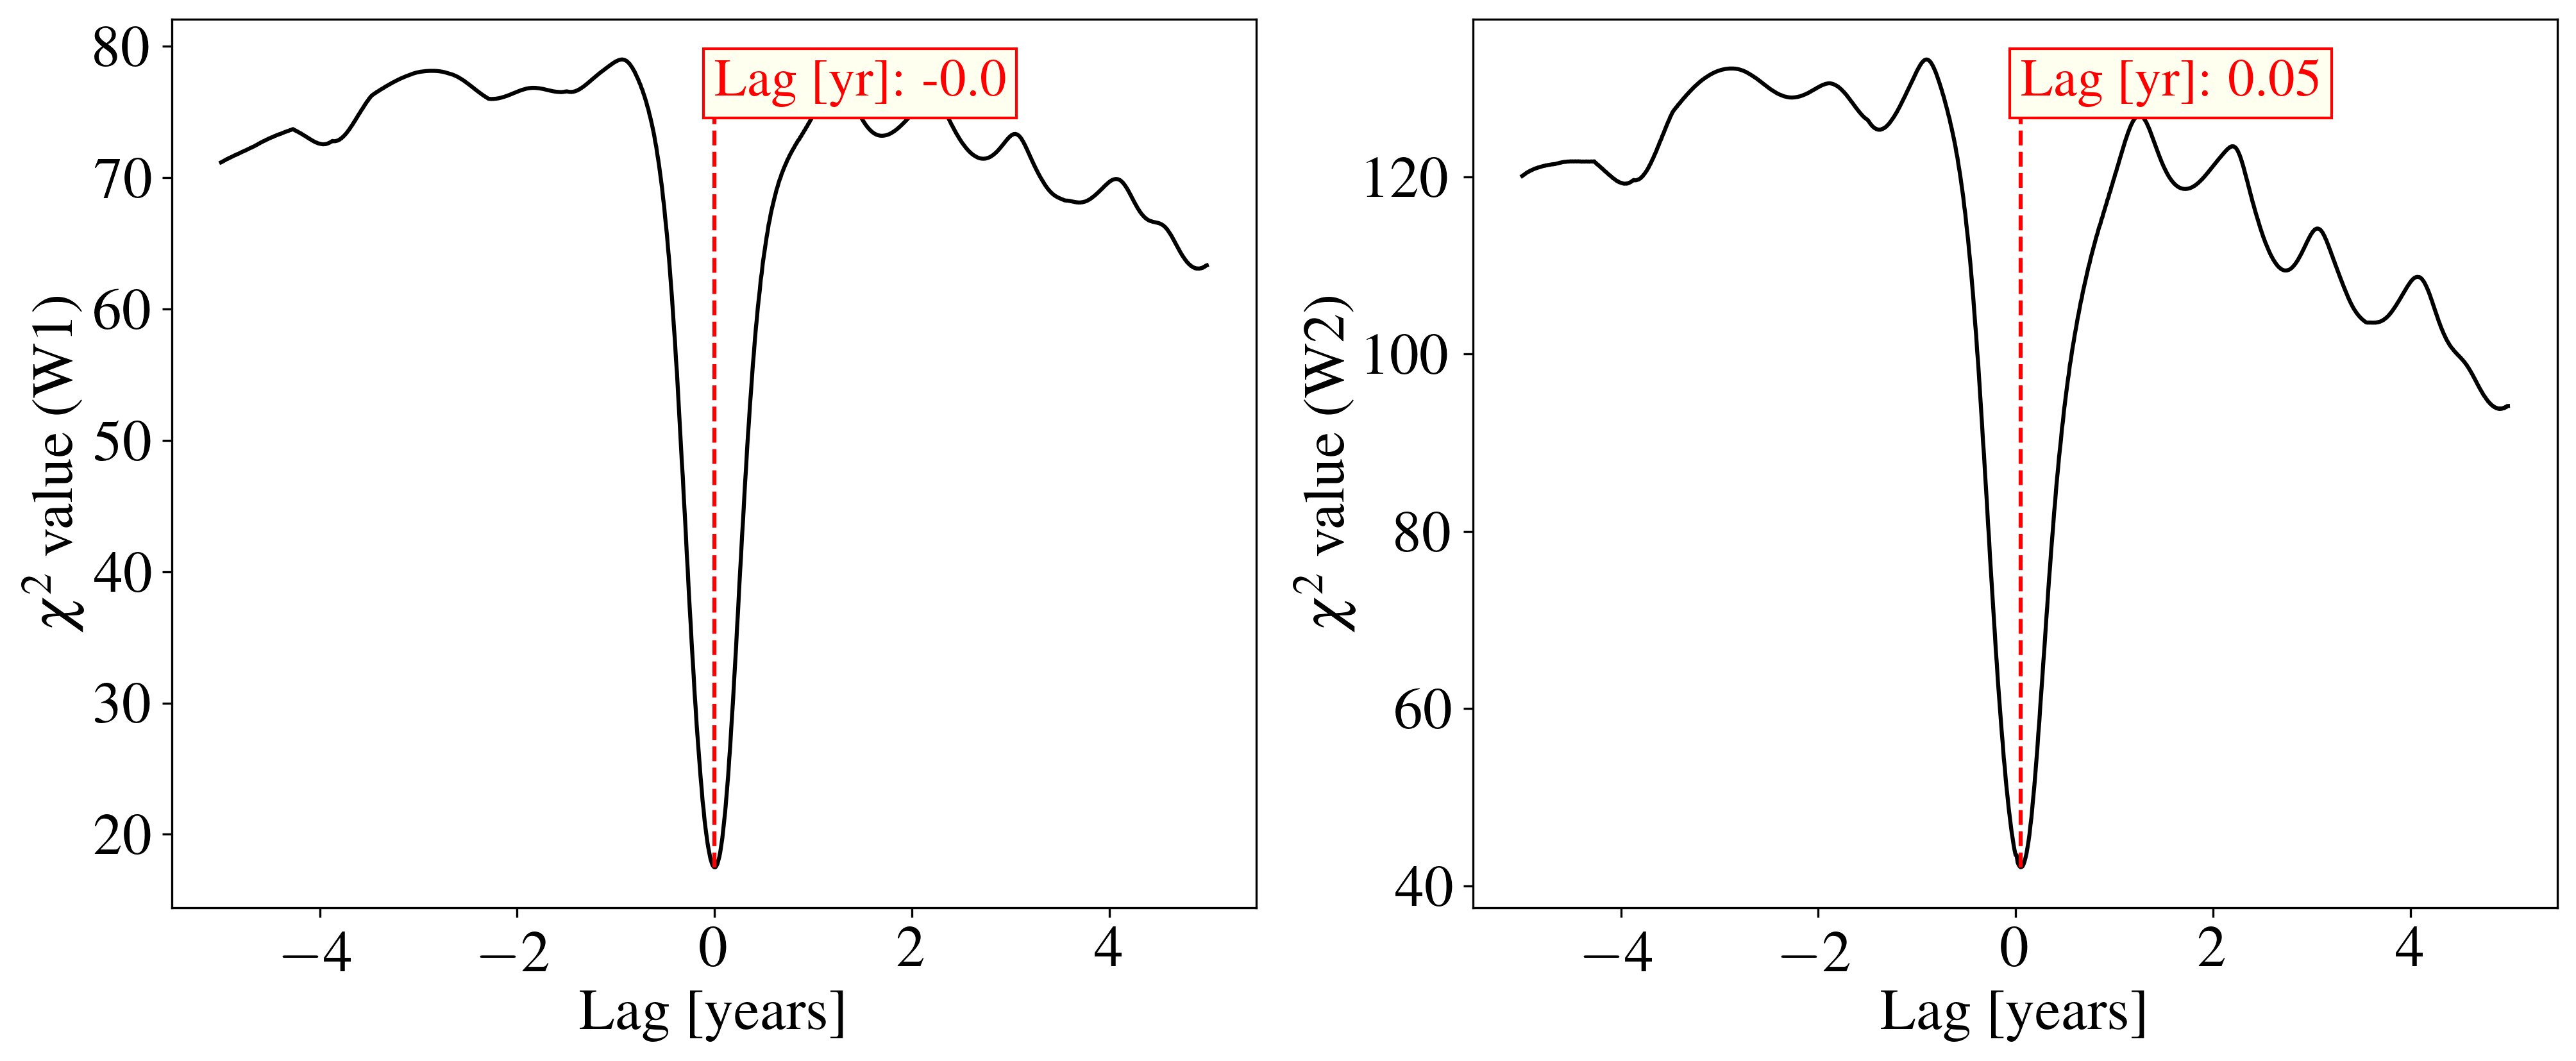 80
70
60
50
40
30
20
χ² value (W1)
Lag [yr]: -0.0
−4 −2 0 2 4
Lag [years]
120
100
80
60
40
χ² value (W2)
Lag [yr]: 0.05
−4 −2 0 2 4
Lag [years]